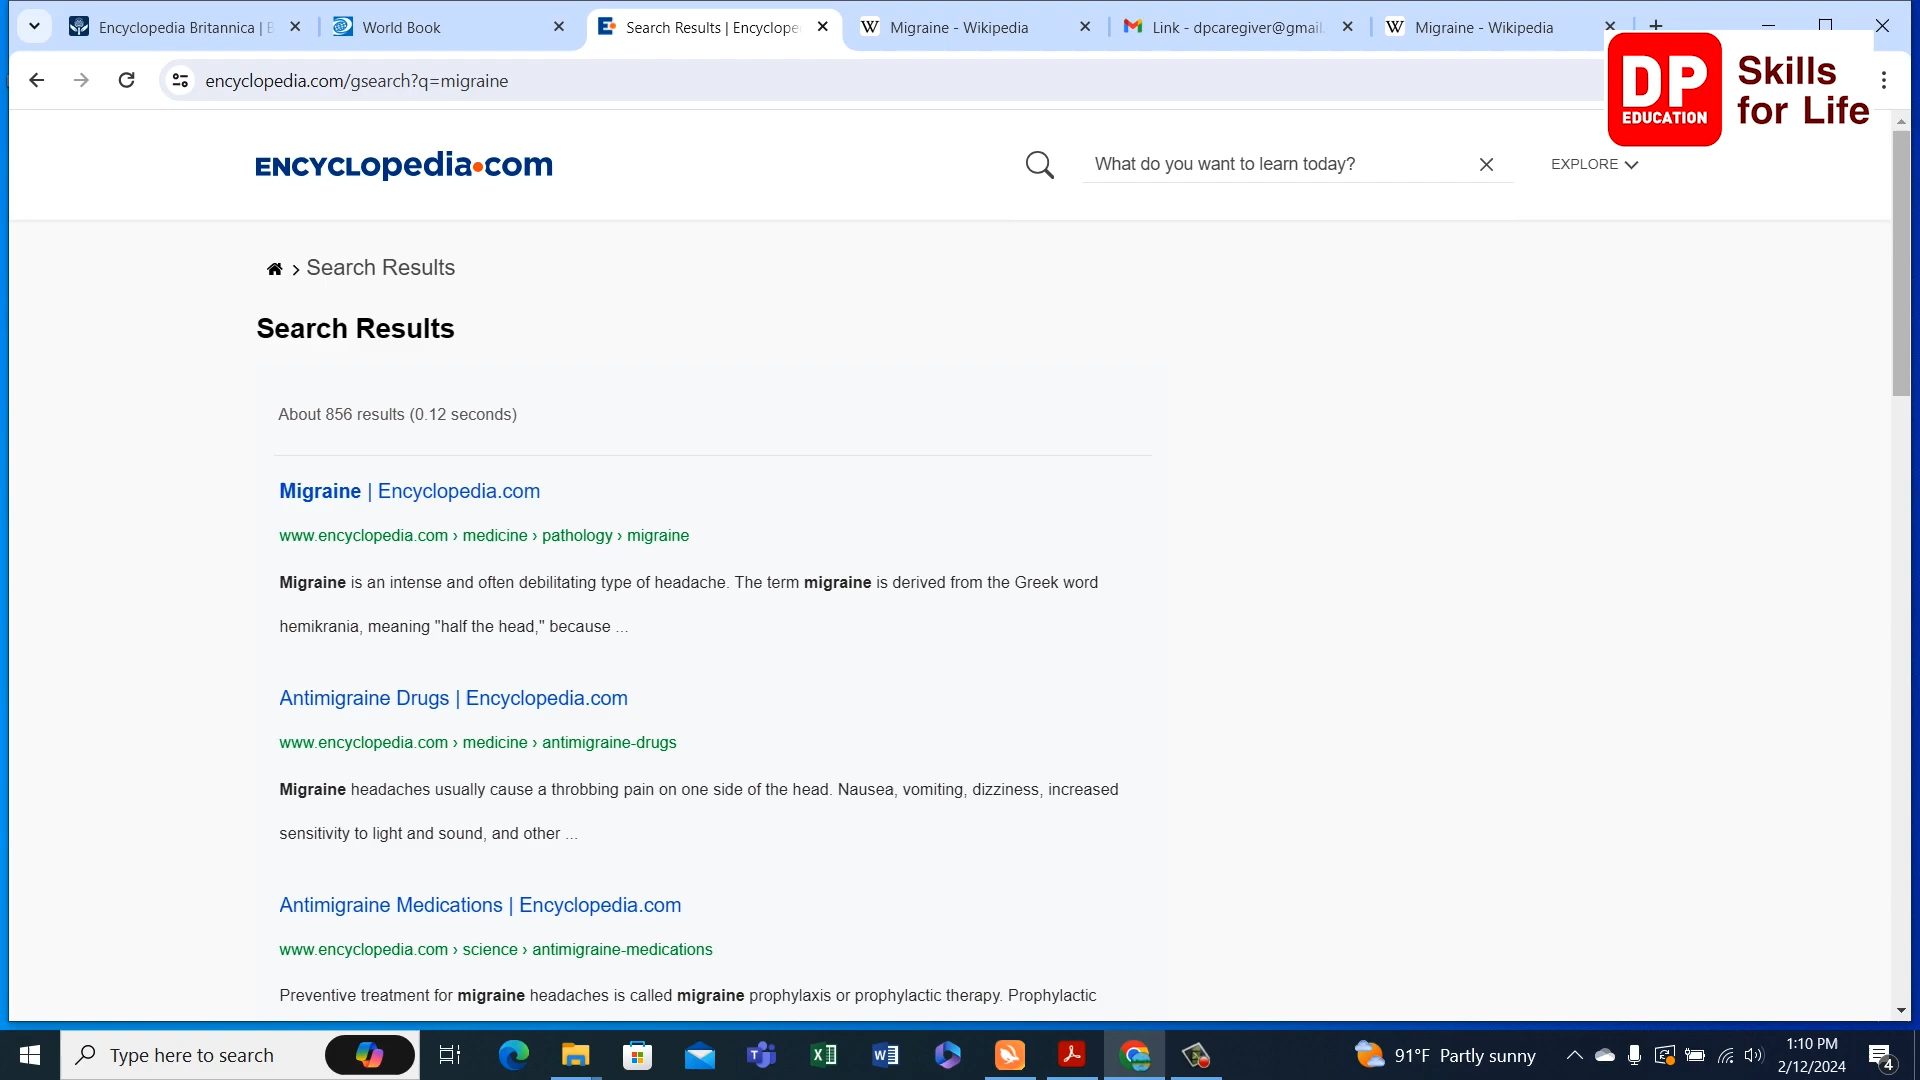 Encyclopedia Britannica | B
World Book
Search Results | Encyclope
Migraine - Wikipedia
Link - dpcaregiver@gmail.
Migraine - Wikipedia
encyclopedia.com/gsearch?q=migraine
DP
EDUCATION
Skills
for Life
ENCYCLopedia.com
What do you want to learn today?
EXPLORE
Search Results
Search Results
About 856 results (0.12 seconds)
Migraine | Encyclopedia.com
www.encyclopedia.com › medicine › pathology › migraine
Migraine is an intense and often debilitating type of headache. The term migraine is derived from the Greek word
hemikrania, meaning "half the head," because ...
Antimigraine Drugs | Encyclopedia.com
www.encyclopedia.com › medicine › antimigraine-drugs
Migraine headaches usually cause a throbbing pain on one side of the head. Nausea, vomiting, dizziness, increased
sensitivity to light and sound, and other ...
Antimigraine Medications | Encyclopedia.com
www.encyclopedia.com › science › antimigraine-medications
Preventive treatment for migraine headaches is called migraine prophylaxis or prophylactic therapy. Prophylactic
Type here to search
91°F Partly sunny
1:10 PM
2/12/2024
4